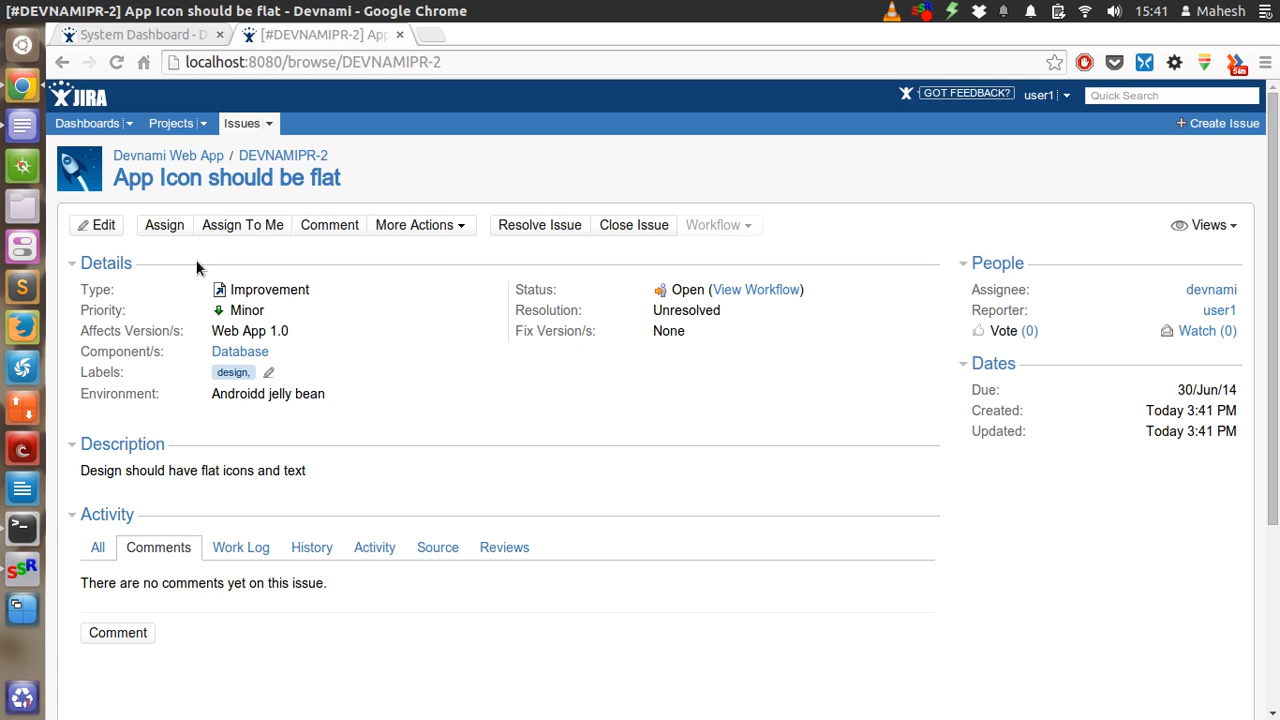 [#DEVNAMIPR-2] App Icon should be flat - Devnami - Google Chrome
15:41 Mahesh
System Dashboard - D
[#DEVNAMIPR-2] App
localhost:8080/browse/DEVNAMIPR-2
54m
JIRA
GOT FEEDBACK?
user1
Quick Search
Dashboards
Projects
Issues
+ Create Issue
Devnami Web App / DEVNAMIPR-2
App Icon should be flat
Edit
Assign
Assign To Me
Comment
More Actions
Resolve Issue
Close Issue
Workflow
Views
Details
Type: Improvement
Priority: Minor
Affects Version/s: Web App 1.0
Component/s: Database
Labels: design,
Environment: Androidd jelly bean
Status: Open (View Workflow)
Resolution: Unresolved
Fix Version/s: None
People
Assignee: devnami
Reporter: user1
Vote (0) Watch (0)
Dates
Due: 30/Jun/14
Created: Today 3:41 PM
Updated: Today 3:41 PM
Description
Design should have flat icons and text
Activity
All
Comments
Work Log
History
Activity
Source
Reviews
There are no comments yet on this issue.
Comment